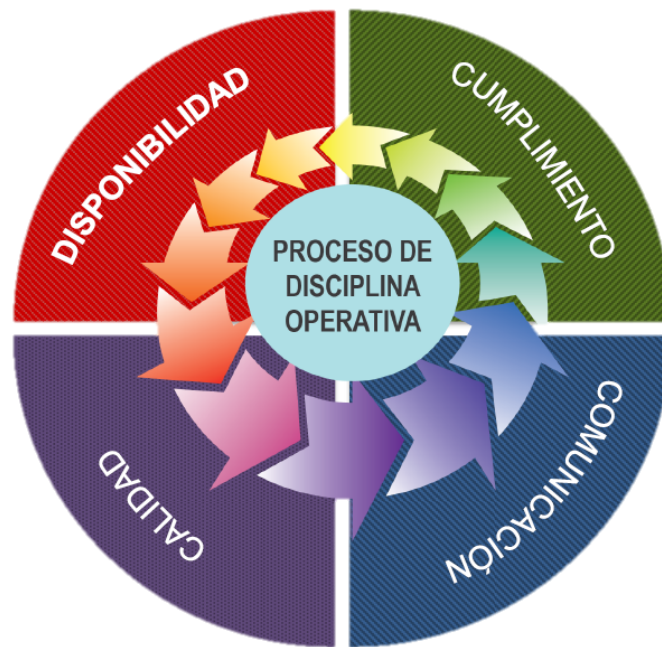 DISPONIBILIDAD
CUMPLIMIENTO
PROCESO DE
DISCIPLINA
OPERATIVA
CALIDAD
COMUNICACIÓN